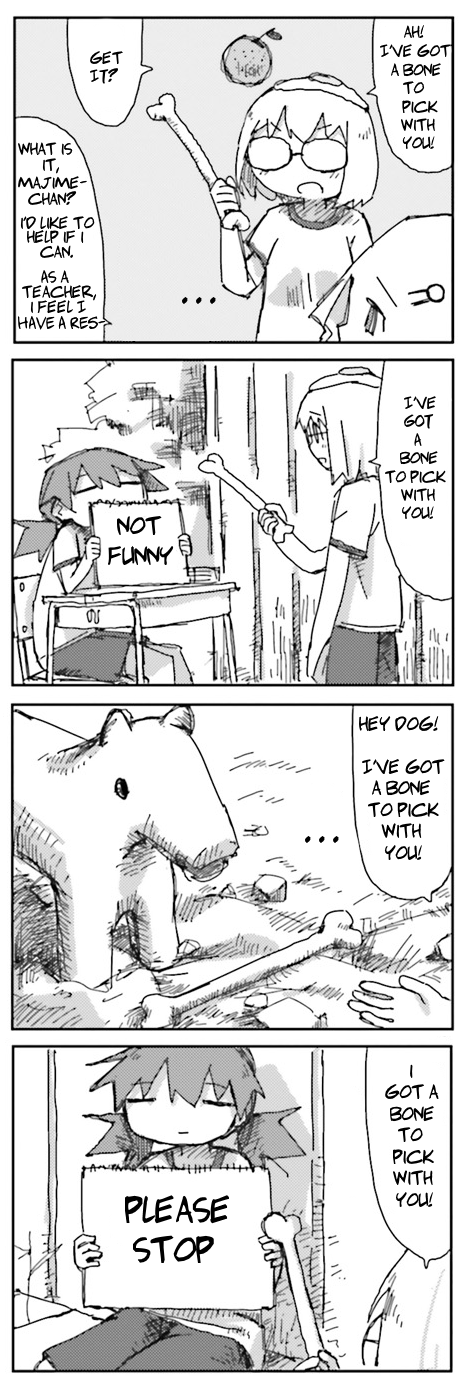 AH!
I'VE GOT
A BONE
TO
PICK
WITH
YOU!
GET
IT?
WHAT IS
IT,
MAJIME-
CHAN?
I'D LIKE TO
HELP IF I
CAN.
AS A
TEACHER,
I FEEL I
HAVE A RES-
...
I'VE
GOT
A
BONE
TO PICK
WITH
YOU!
NOT
FUNNY
HEY DOG!
I'VE GOT
A BONE
TO PICK
WITH
YOU!
...
I
GOT A
BONE
TO
PICK
WITH
YOU!
PLEASE
STOP